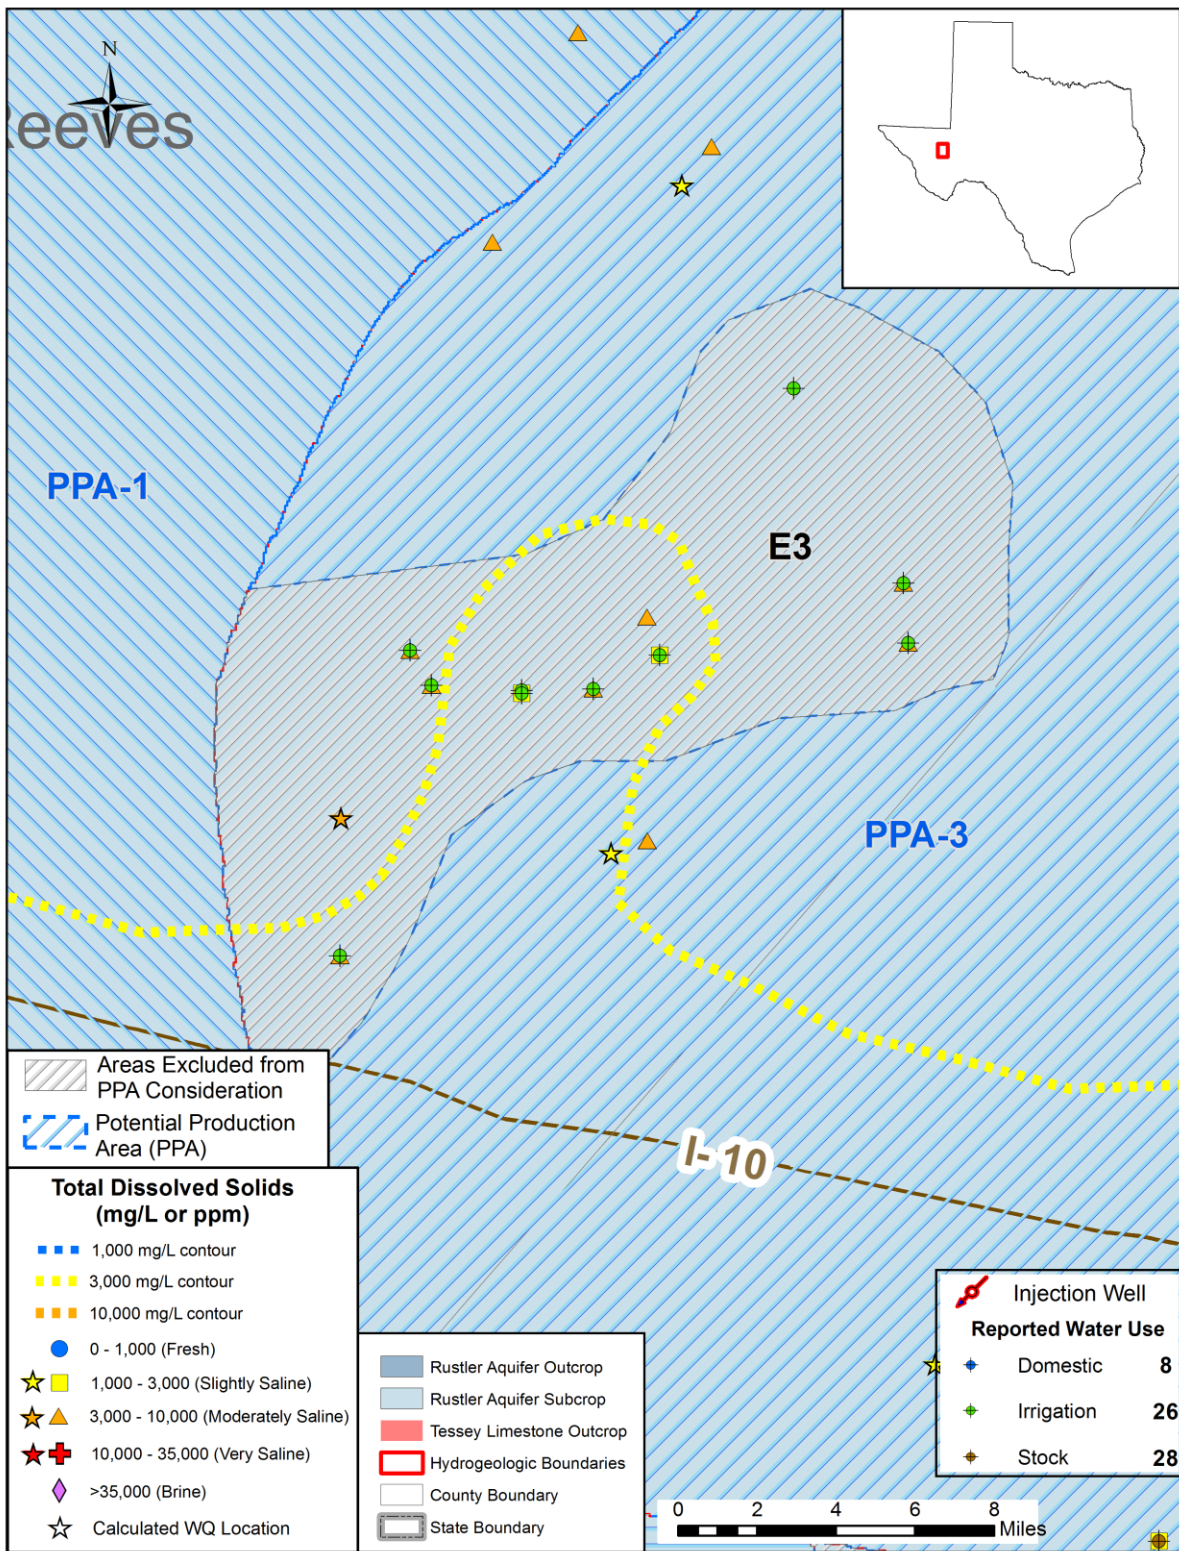 N
Reeves
PPA-1
E3
PPA-3
I- 10
Areas Excluded from
PPA Consideration
Potential Production
Area (PPA)
Total Dissolved Solids
(mg/L or ppm)
1,000 mg/L contour
3,000 mg/L contour
10,000 mg/L contour
0 - 1,000 (Fresh)
1,000 - 3,000 (Slightly Saline)
3,000 - 10,000 (Moderately Saline)
10,000 - 35,000 (Very Saline)
>35,000 (Brine)
Calculated WQ Location
Rustler Aquifer Outcrop
Rustler Aquifer Subcrop
Tessey Limestone Outcrop
Hydrogeologic Boundaries
County Boundary
State Boundary
Injection Well
Reported Water Use
Domestic 8
Irrigation 26
Stock 28
0 2 4 6 8
Miles